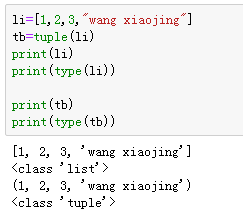 li=[1,2,3,"wang xiaojing"]
tb=tuple(li)
print(li)
print(type(li))
print(tb)
print(type(tb))
[1, 2, 3, 'wang xiaojing']
<class 'list'>
(1, 2, 3, 'wang xiaojing')
<class 'tuple'>